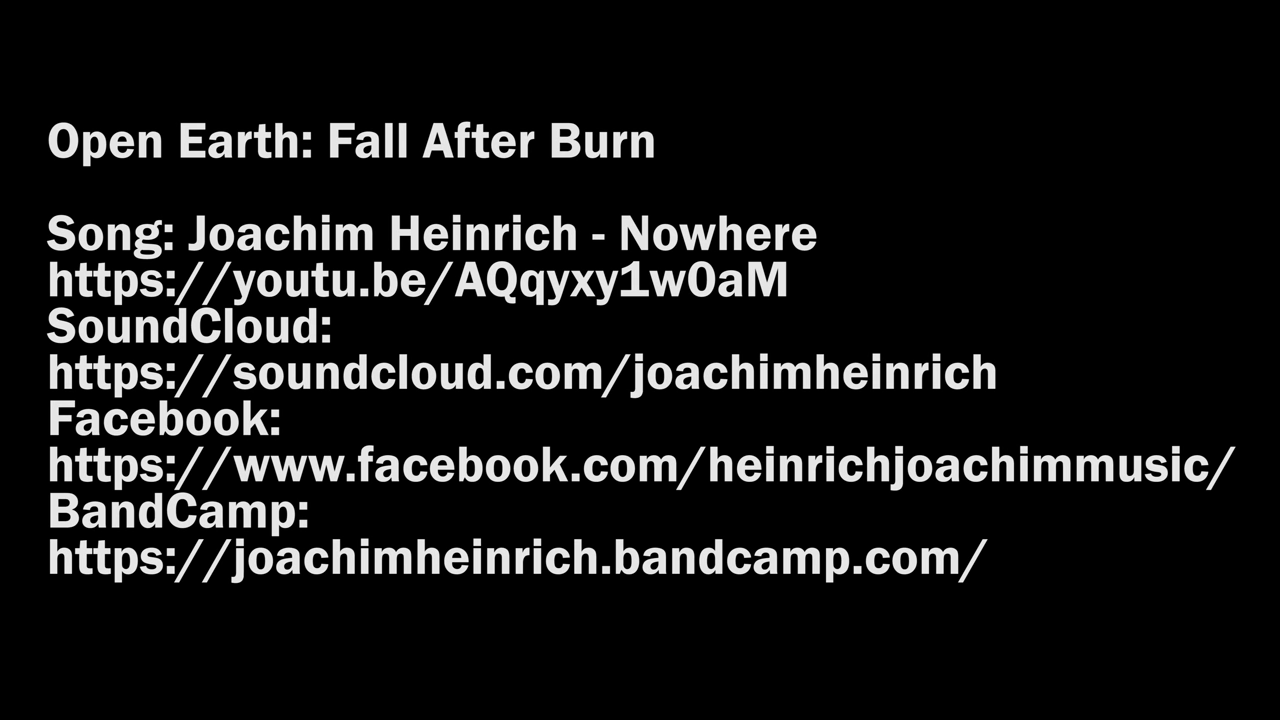 Open Earth: Fall After Burn
Song: Joachim Heinrich - Nowhere
https://youtu.be/AQqyxy1w0aM
SoundCloud:
https://soundcloud.com/joachimheinrich
Facebook:
https://www.facebook.com/heinrichjoachimmusic/
BandCamp:
https://joachimheinrich.bandcamp.com/